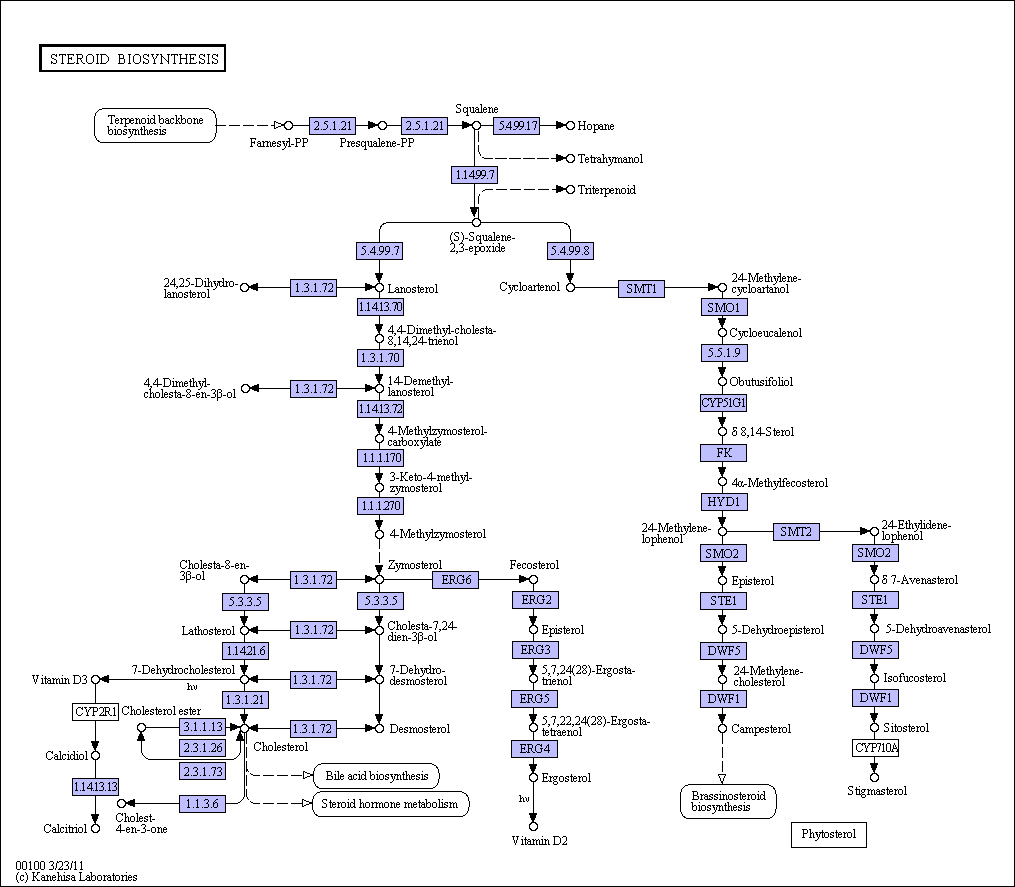 STEROID BIOSYNTHESIS
Squalene
Terpenoid backbone
biosynthesis
2.5.1.21
2.5.1.21
5.4.99.17
Hopane
Farnesyl-PP
Presqualene-PP
Tetrahymanol
1.14.99.7
Triterpenoid
(S)-Squalene-
2,3-epoxide
5.4.99.7
5.4.99.8
24,25-Dihydro-
lanosterol
1.3.1.72
Lanosterol
Cycloartenol
SMT1
24-Methylene-
cycloartanol
1.14.13.70
SMO1
4,4-Dimethyl-cholesta-
8,14,24-trienol
Cycloeucalenol
1.3.1.70
5.5.1.9
4,4-Dimethyl-
cholesta-8-en-3β-ol
1.3.1.72
14-Demethyl-
lanosterol
Obutusifoliol
1.14.13.72
CYP51G1
4-Methylzymosterol-
carboxylate
δ 8,14-Sterol
1.1.1.170
FK
3-Keto-4-methyl-
zymosterol
4α-Methylfecosterol
1.1.1.270
HYD1
4-Methylzymosterol
24-Methylene-
lophenol
SMT2
24-Ethylidene-
lophenol
SMO2
SMO2
Cholesta-8-en-
3β-ol
1.3.1.72
Zymosterol
ERG6
Fecosterol
Episterol
δ 7-Avenasterol
5.3.3.5
5.3.3.5
ERG2
STE1
STE1
Lathosterol
1.3.1.72
Cholesta-7,24-
dien-3β-ol
Episterol
5-Dehydroepisterol
5-Dehydroavenasterol
1.14.21.6
ERG3
DWF5
DWF5
Vitamin D3
7-Dehydrocholesterol
hν
1.3.1.72
7-Dehydro-
desmosterol
5,7,24(28)-Ergosta-
trienol
24-Methylene-
cholesterol
Isofucosterol
1.3.1.21
ERG5
DWF1
DWF1
CYP2R1
Cholesterol ester
3.1.1.13
1.3.1.72
Desmosterol
5,7,22,24(28)-Ergosta-
tetraenol
Campesterol
Sitosterol
2.3.1.26
Cholesterol
ERG4
CYP710A
Calcidiol
2.3.1.73
Bile acid biosynthesis
Ergosterol
Stigmasterol
1.14.13.13
1.1.3.6
Steroid hormone metabolism
hν
Brassinosteroid
biosynthesis
Cholest-
4-en-3-one
Calcitriol
Vitamin D2
Phytosterol
00100 3/23/11
(c) Kanehisa Laboratories